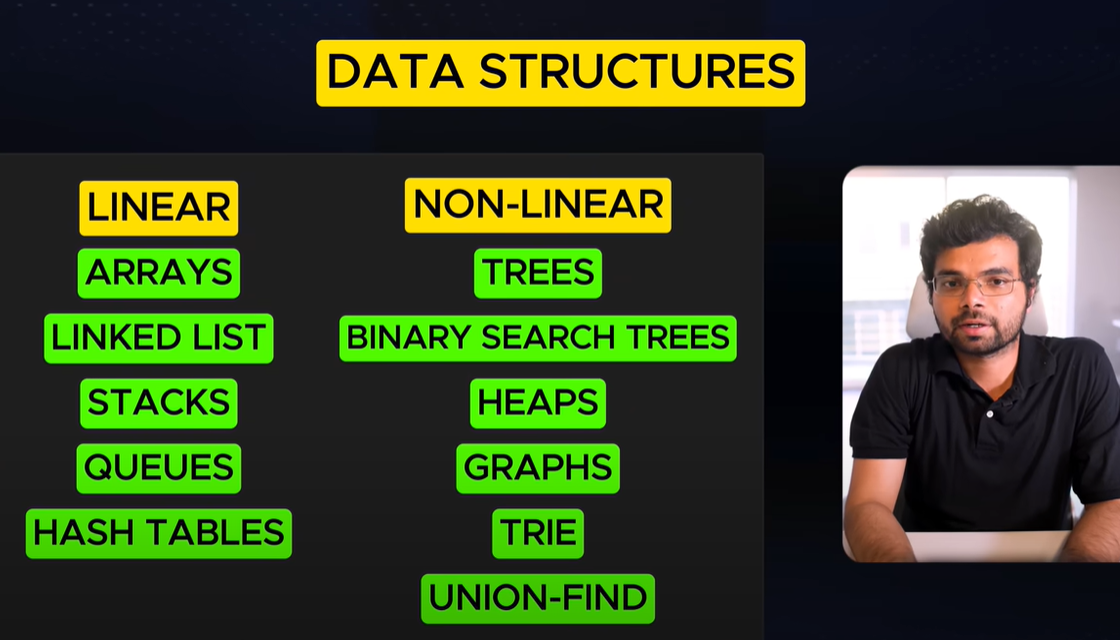 DATA STRUCTURES
LINEAR
ARRAYS
LINKED LIST
STACKS
QUEUES
HASH TABLES
NON-LINEAR
TREES
BINARY SEARCH TREES
HEAPS
GRAPHS
TRIE
UNION-FIND